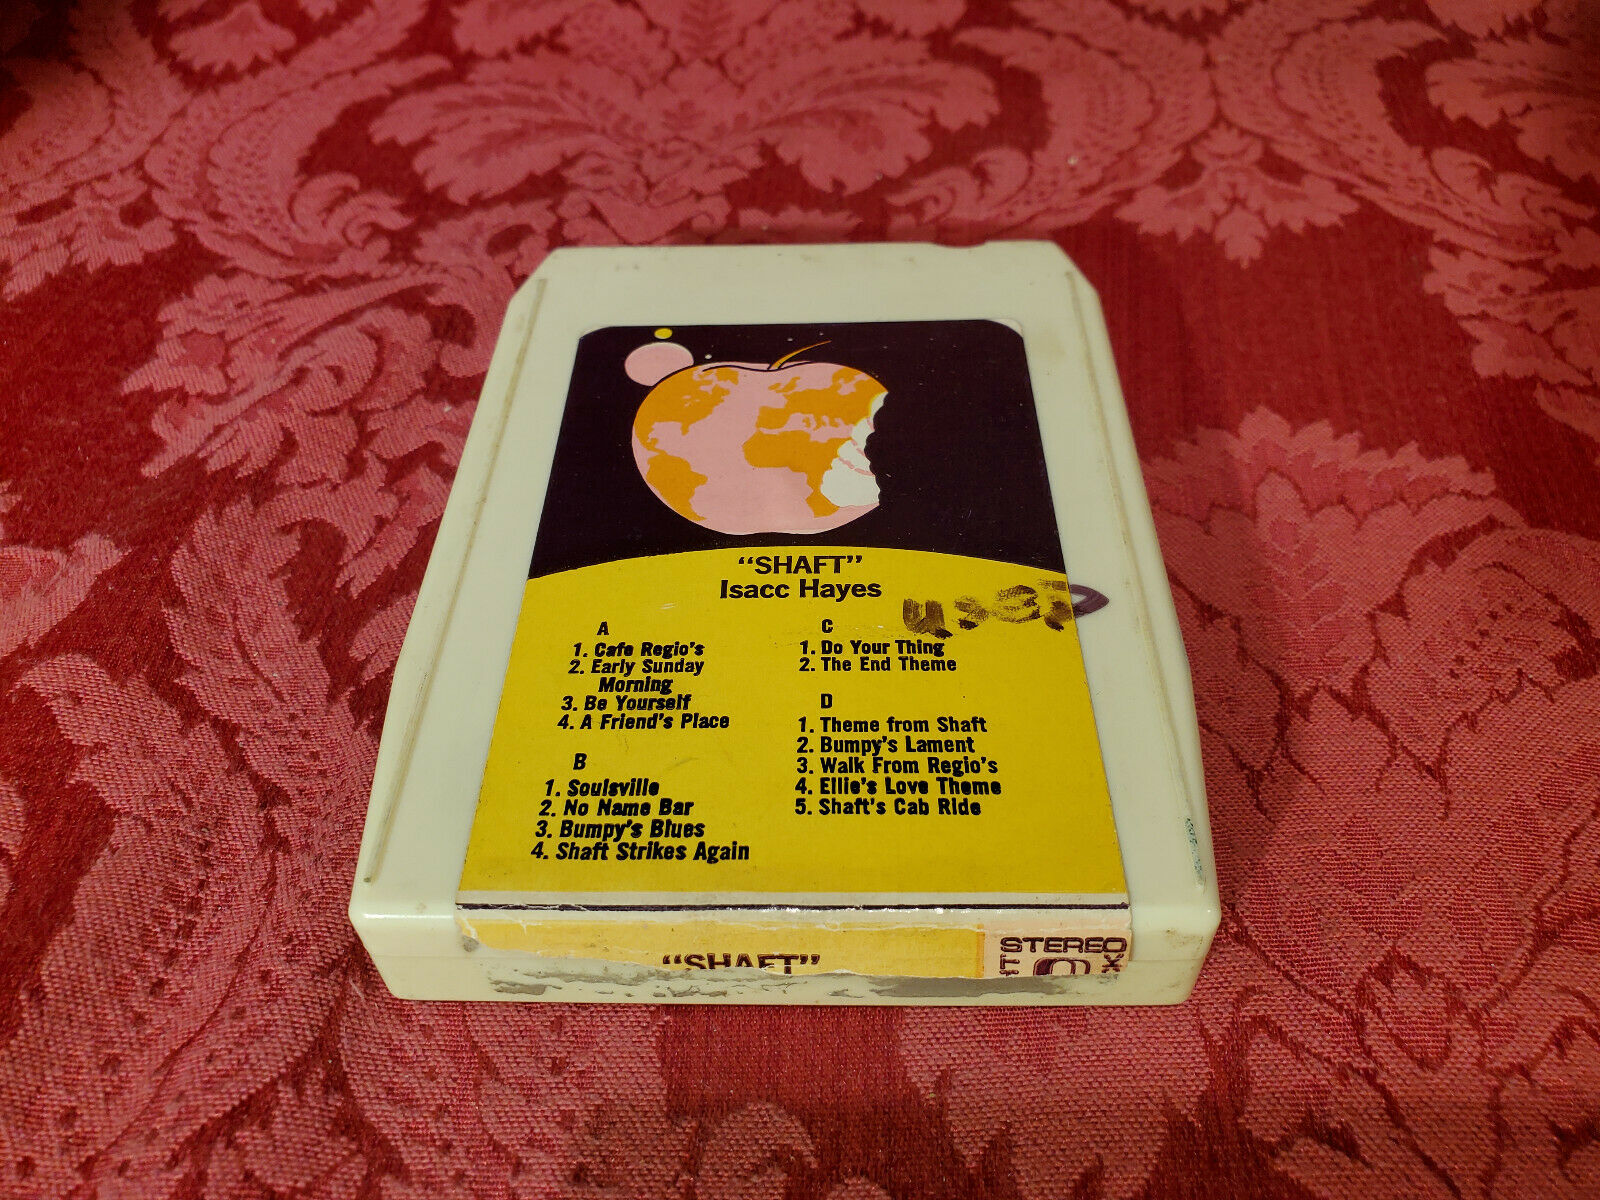 “SHAFT”
Isacc Hayes
used
A
1. Cafe Regio's
2. Early Sunday
Morning
3. Be Yourself
4. A Friend's Place
B
1. Soulsville
2. No Name Bar
3. Bumpy's Blues
4. Shaft Strikes Again
C
1. Do Your Thing
2. The End Theme
D
1. Theme from Shaft
2. Bumpy's Lament
3. Walk From Regio's
4. Ellie's Love Theme
5. Shaft's Cab Ride
“SHAFT”
STEREO